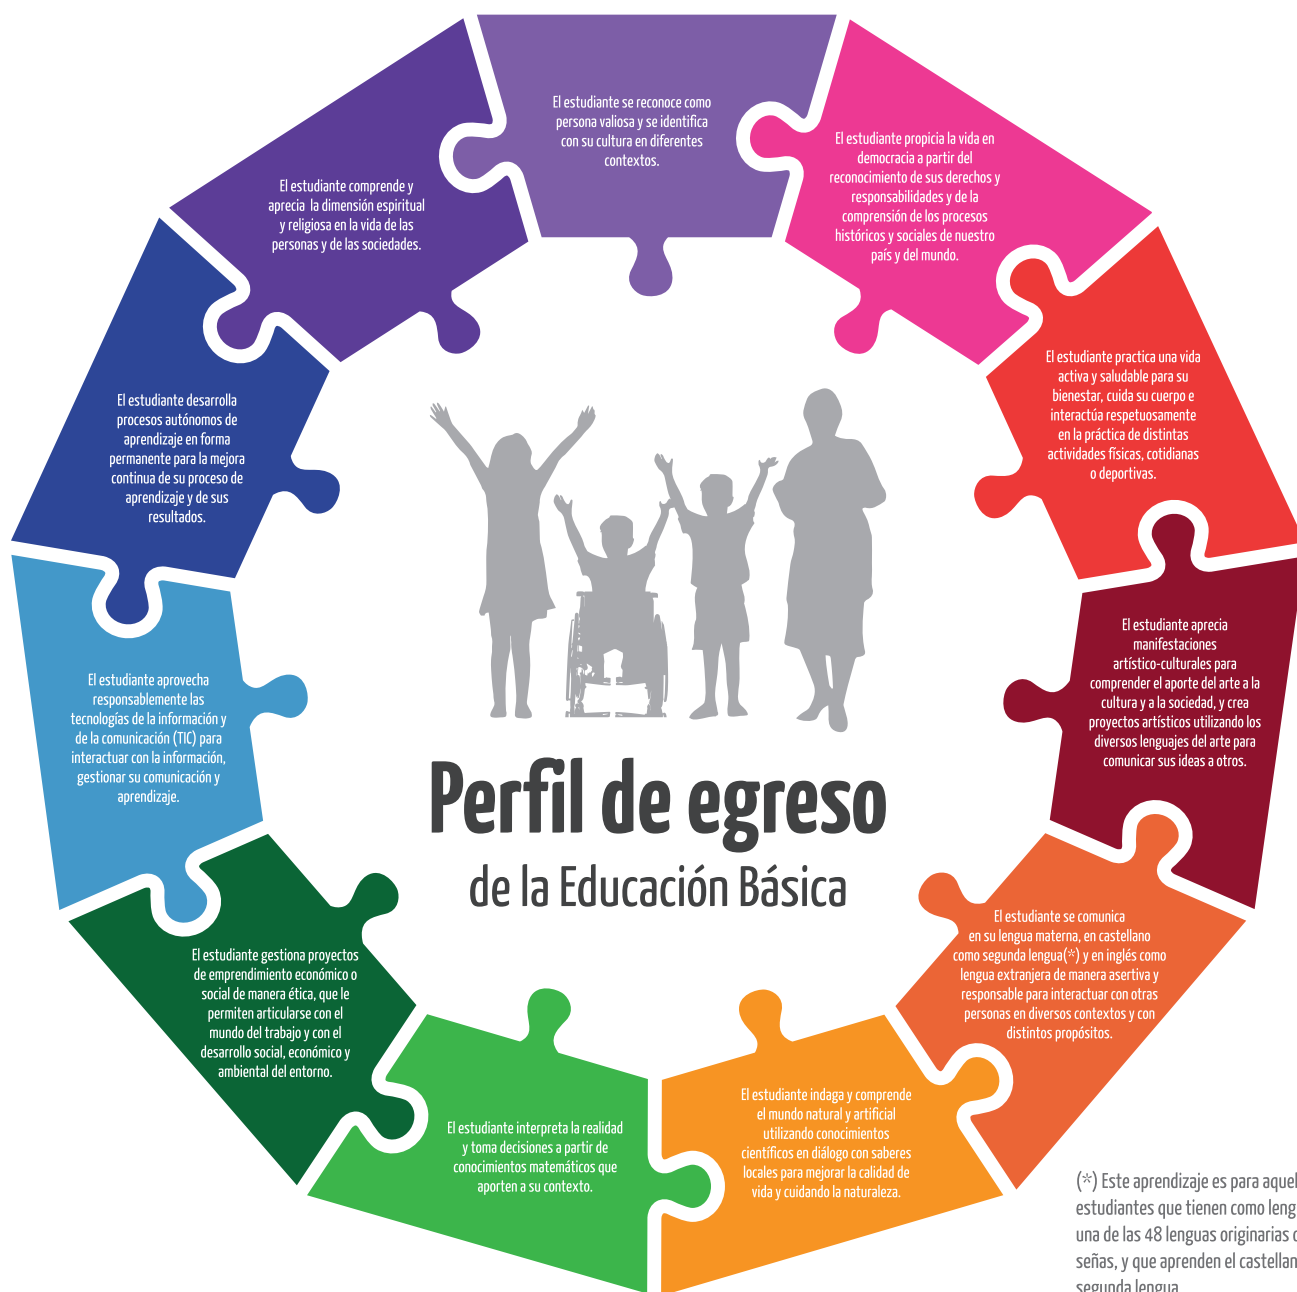 El estudiante se reconoce como
persona valiosa y se identifica
con su cultura en diferentes
contextos.
El estudiante propicia la vida en
democracia a partir del
reconocimiento de sus derechos y
responsabilidades y de la
comprensión de los procesos
históricos y sociales de nuestro
país y del mundo.
El estudiante practica una vida
activa y saludable para su
bienestar, cuida su cuerpo e
interactúa respetuosamente
en la práctica de distintas
actividades físicas, cotidianas
o deportivas.
El estudiante aprecia
manifestaciones
artístico-culturales para
comprender el aporte del arte a la
cultura y a la sociedad, y crea
proyectos artísticos utilizando los
diversos lenguajes del arte para
comunicar sus ideas a otros.
El estudiante se comunica
en su lengua materna, en castellano
como segunda lengua(*) y en inglés como
lengua extranjera de manera asertiva y
responsable para interactuar con otras
personas en diversos contextos y con
distintos propósitos.
El estudiante indaga y comprende
el mundo natural y artificial
utilizando conocimientos
científicos en diálogo con saberes
locales para mejorar la calidad de
vida y cuidando la naturaleza.
El estudiante interpreta la realidad
y toma decisiones a partir de
conocimientos matemáticos que
aporten a su contexto.
El estudiante gestiona proyectos
de emprendimiento económico o
social de manera ética, que le
permiten articularse con el
mundo del trabajo y con el
desarrollo social, económico y
ambiental del entorno.
El estudiante aprovecha
responsablemente las
tecnologías de la información y
de la comunicación (TIC) para
interactuar con la información,
gestionar su comunicación y
aprendizaje.
El estudiante desarrolla
procesos autónomos de
aprendizaje en forma
permanente para la mejora
continua de su proceso de
aprendizaje y de sus
resultados.
El estudiante comprende y
aprecia la dimensión espiritual
y religiosa en la vida de las
personas y de las sociedades.
Perfil de egreso
de la Educación Básica
(*) Este aprendizaje es para
estudiantes que tienen como
una de las 48 lenguas originarias
señas, y que aprenden el
segunda lengua.